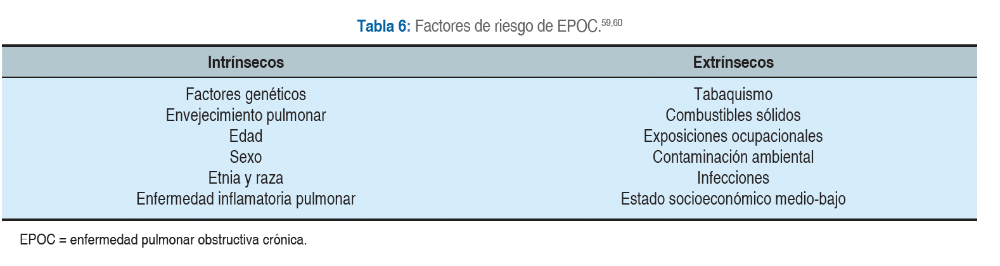 Tabla 6: Factores de riesgo de EPOC.59,60
Intrínsecos Extrínsecos
Factores genéticos Tabaquismo
Envejecimiento pulmonar Combustibles sólidos
Edad Exposiciones ocupacionales
Sexo Contaminación ambiental
Etnia y raza Infecciones
Enfermedad inflamatoria pulmonar Estado socioeconómico medio-bajo
EPOC = enfermedad pulmonar obstructiva crónica.